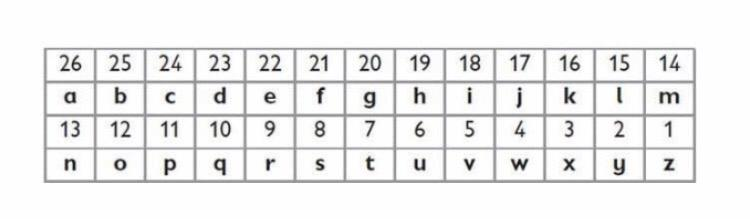 26 25 24 23 22 21 20 19 18 17 16 15 14
a b c d e f g h i j k l m
13 12 11 10 9 8 7 6 5 4 3 2 1
n o p q r s t u v w x y z